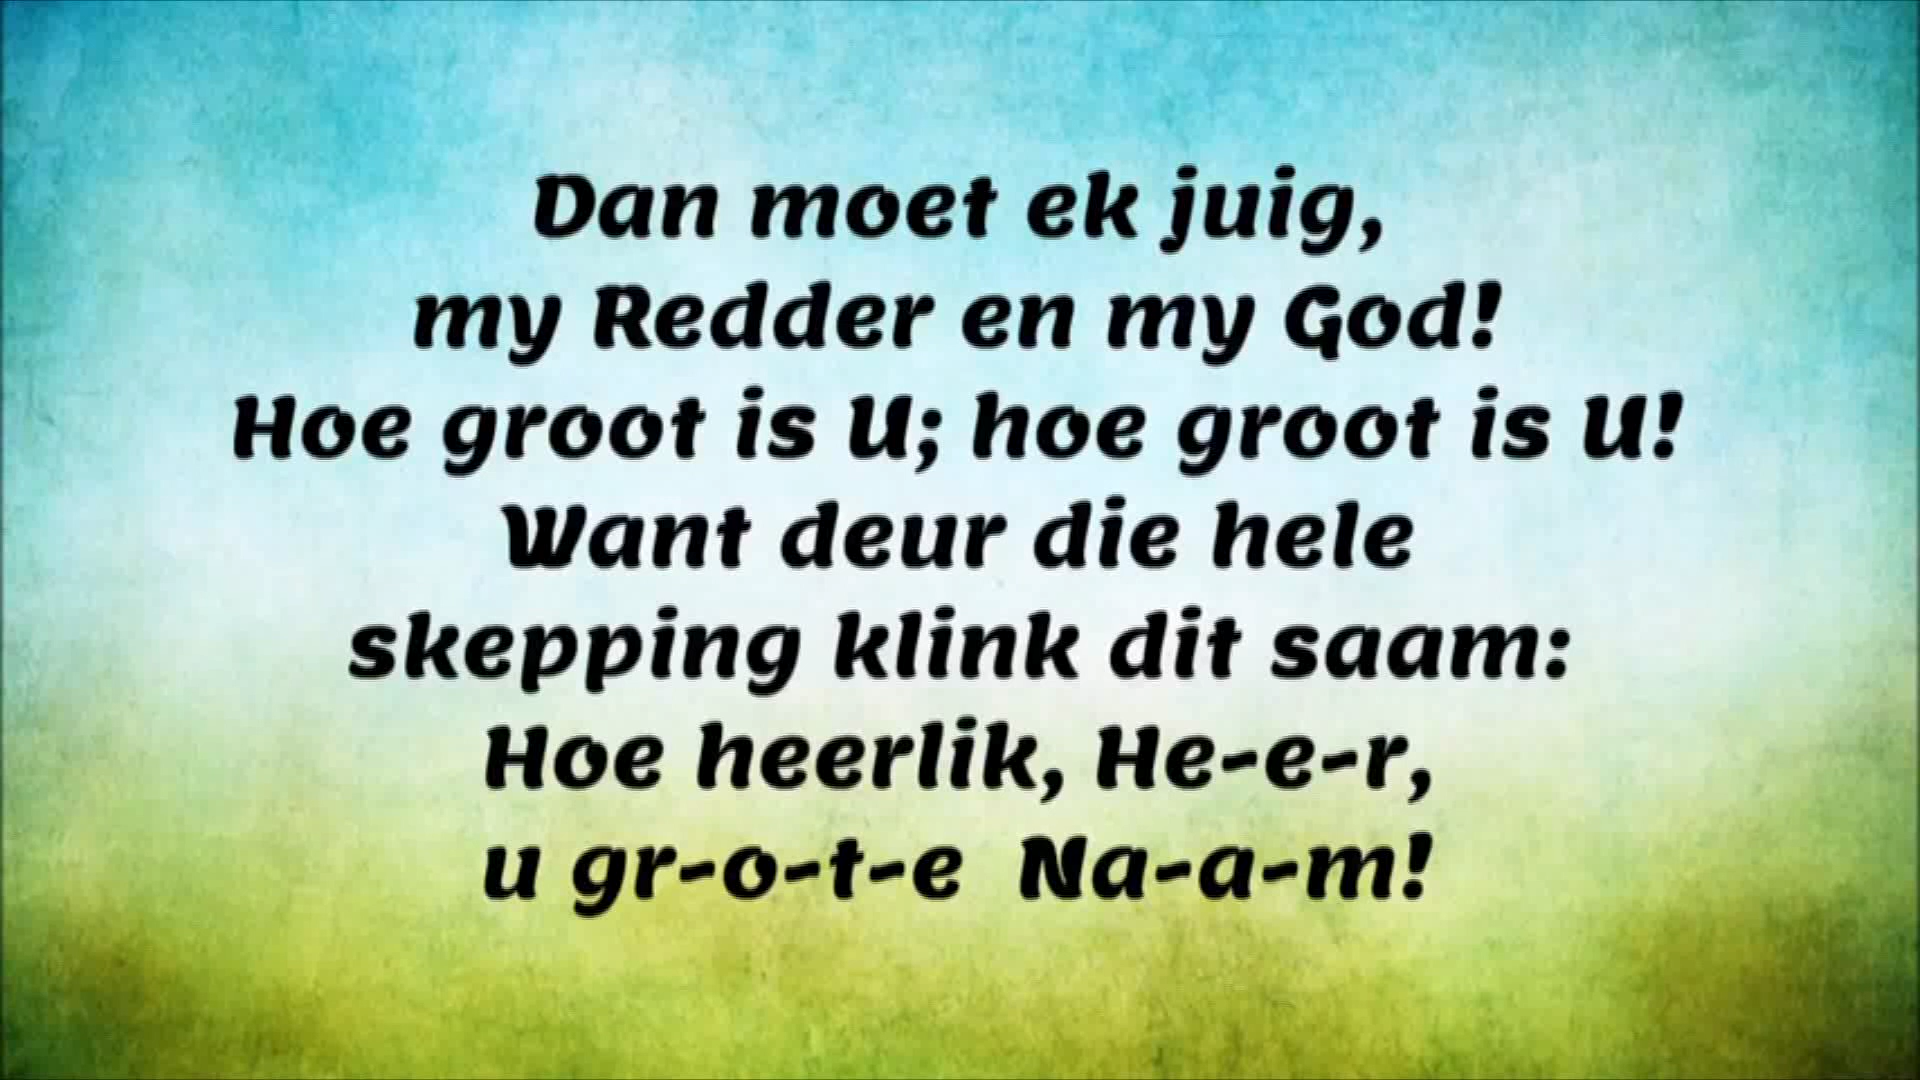 Dan moet ek juig,
my Redder en my God!
Hoe groot is U; hoe groot is U!
Want deur die hele
skepping klink dit saam:
Hoe heerlik, He-e-r,
u gr-o-t-e Na-a-m!